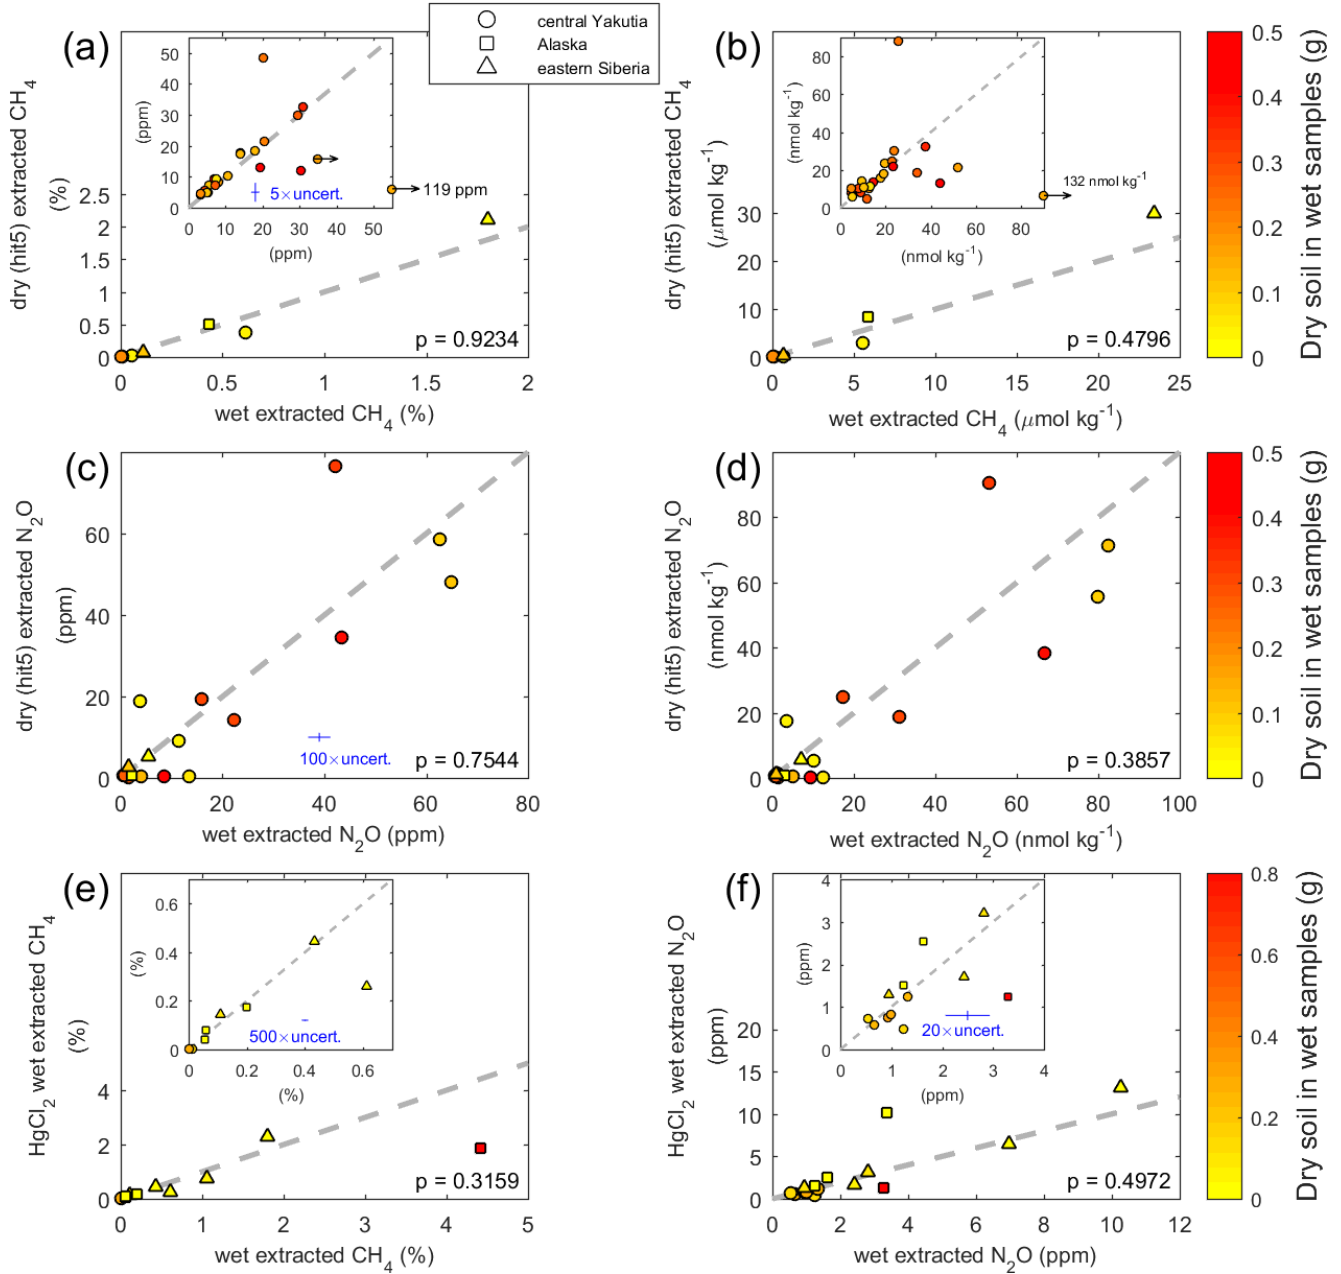 central Yakutia
Alaska
eastern Siberia
(a)
dry (hit5) extracted CH4
(%)
2.5
2
1.5
1
0.5
0
0 0.5 1 1.5 2
wet extracted CH4 (%)
p = 0.9234
(ppm)
50
40
30
20
10
0
0 10 20 30 40 50
(ppm)
5×uncert.
119 ppm
(b)
dry (hit5) extracted CH4
(μmol kg-1)
30
20
10
0
0 5 10 15 20 25
wet extracted CH4 (μmol kg-1)
p = 0.4796
(nmol kg-1)
80
60
40
20
0
0 20 40 60 80
(nmol kg-1)
132 nmol kg-1
0.5
0.4
0.3
0.2
0.1
0
Dry soil in wet samples (g)
(c)
dry (hit5) extracted N2O
(ppm)
60
40
20
0
0 20 40 60 80
wet extracted N2O (ppm)
100×uncert.
p = 0.7544
(d)
dry (hit5) extracted N2O
(nmol kg-1)
80
60
40
20
0
0 20 40 60 80 100
wet extracted N2O (nmol kg-1)
p = 0.3857
0.5
0.4
0.3
0.2
0.1
0
Dry soil in wet samples (g)
(e)
HgCl2 wet extracted CH4
(%)
4
2
0
0 1 2 3 4 5
wet extracted CH4 (%)
p = 0.3159
(%)
0.6
0.4
0.2
0
0 0.2 0.4 0.6
(%)
500×uncert.
(f)
HgCl2 wet extracted N2O
(ppm)
20
15
10
5
0
0 2 4 6 8 10 12
wet extracted N2O (ppm)
p = 0.4972
(ppm)
4
3
2
1
0
0 1 2 3 4
(ppm)
20×uncert.
0.8
0.6
0.4
0.2
0
Dry soil in wet samples (g)